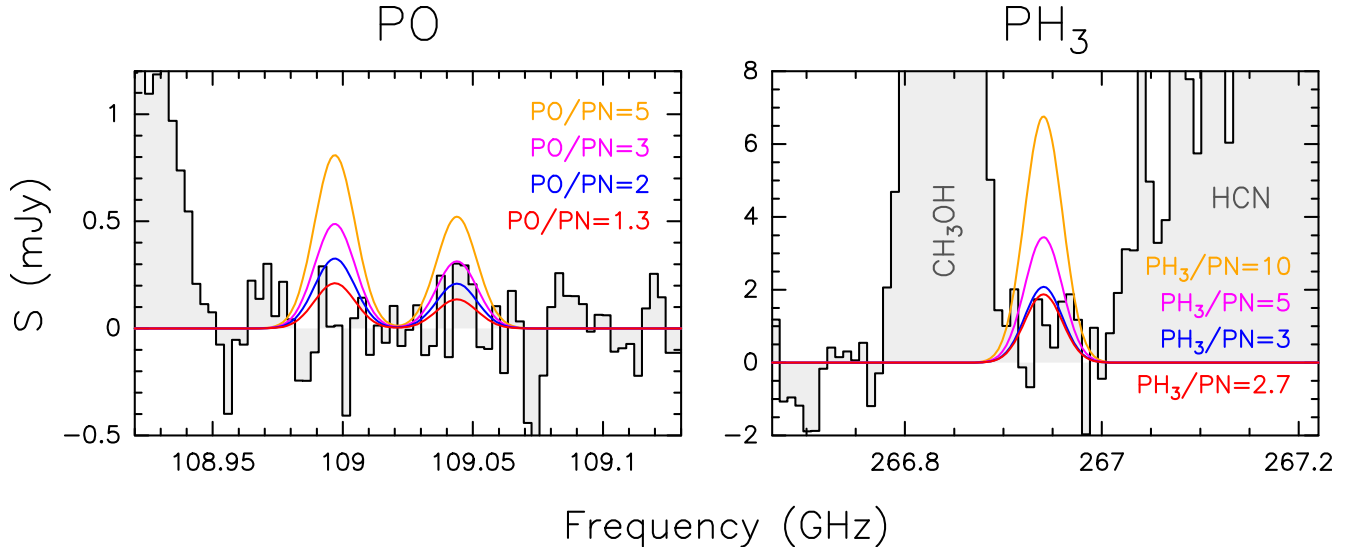 PO
PH₃
S (mJy)
1
0.5
0
−0.5
PO/PN=5
PO/PN=3
PO/PN=2
PO/PN=1.3
108.95
109
109.05
109.1
8
6
4
2
0
−2
CH₃OH
HCN
PH₃/PN=10
PH₃/PN=5
PH₃/PN=3
PH₃/PN=2.7
266.8
267
267.2
Frequency (GHz)